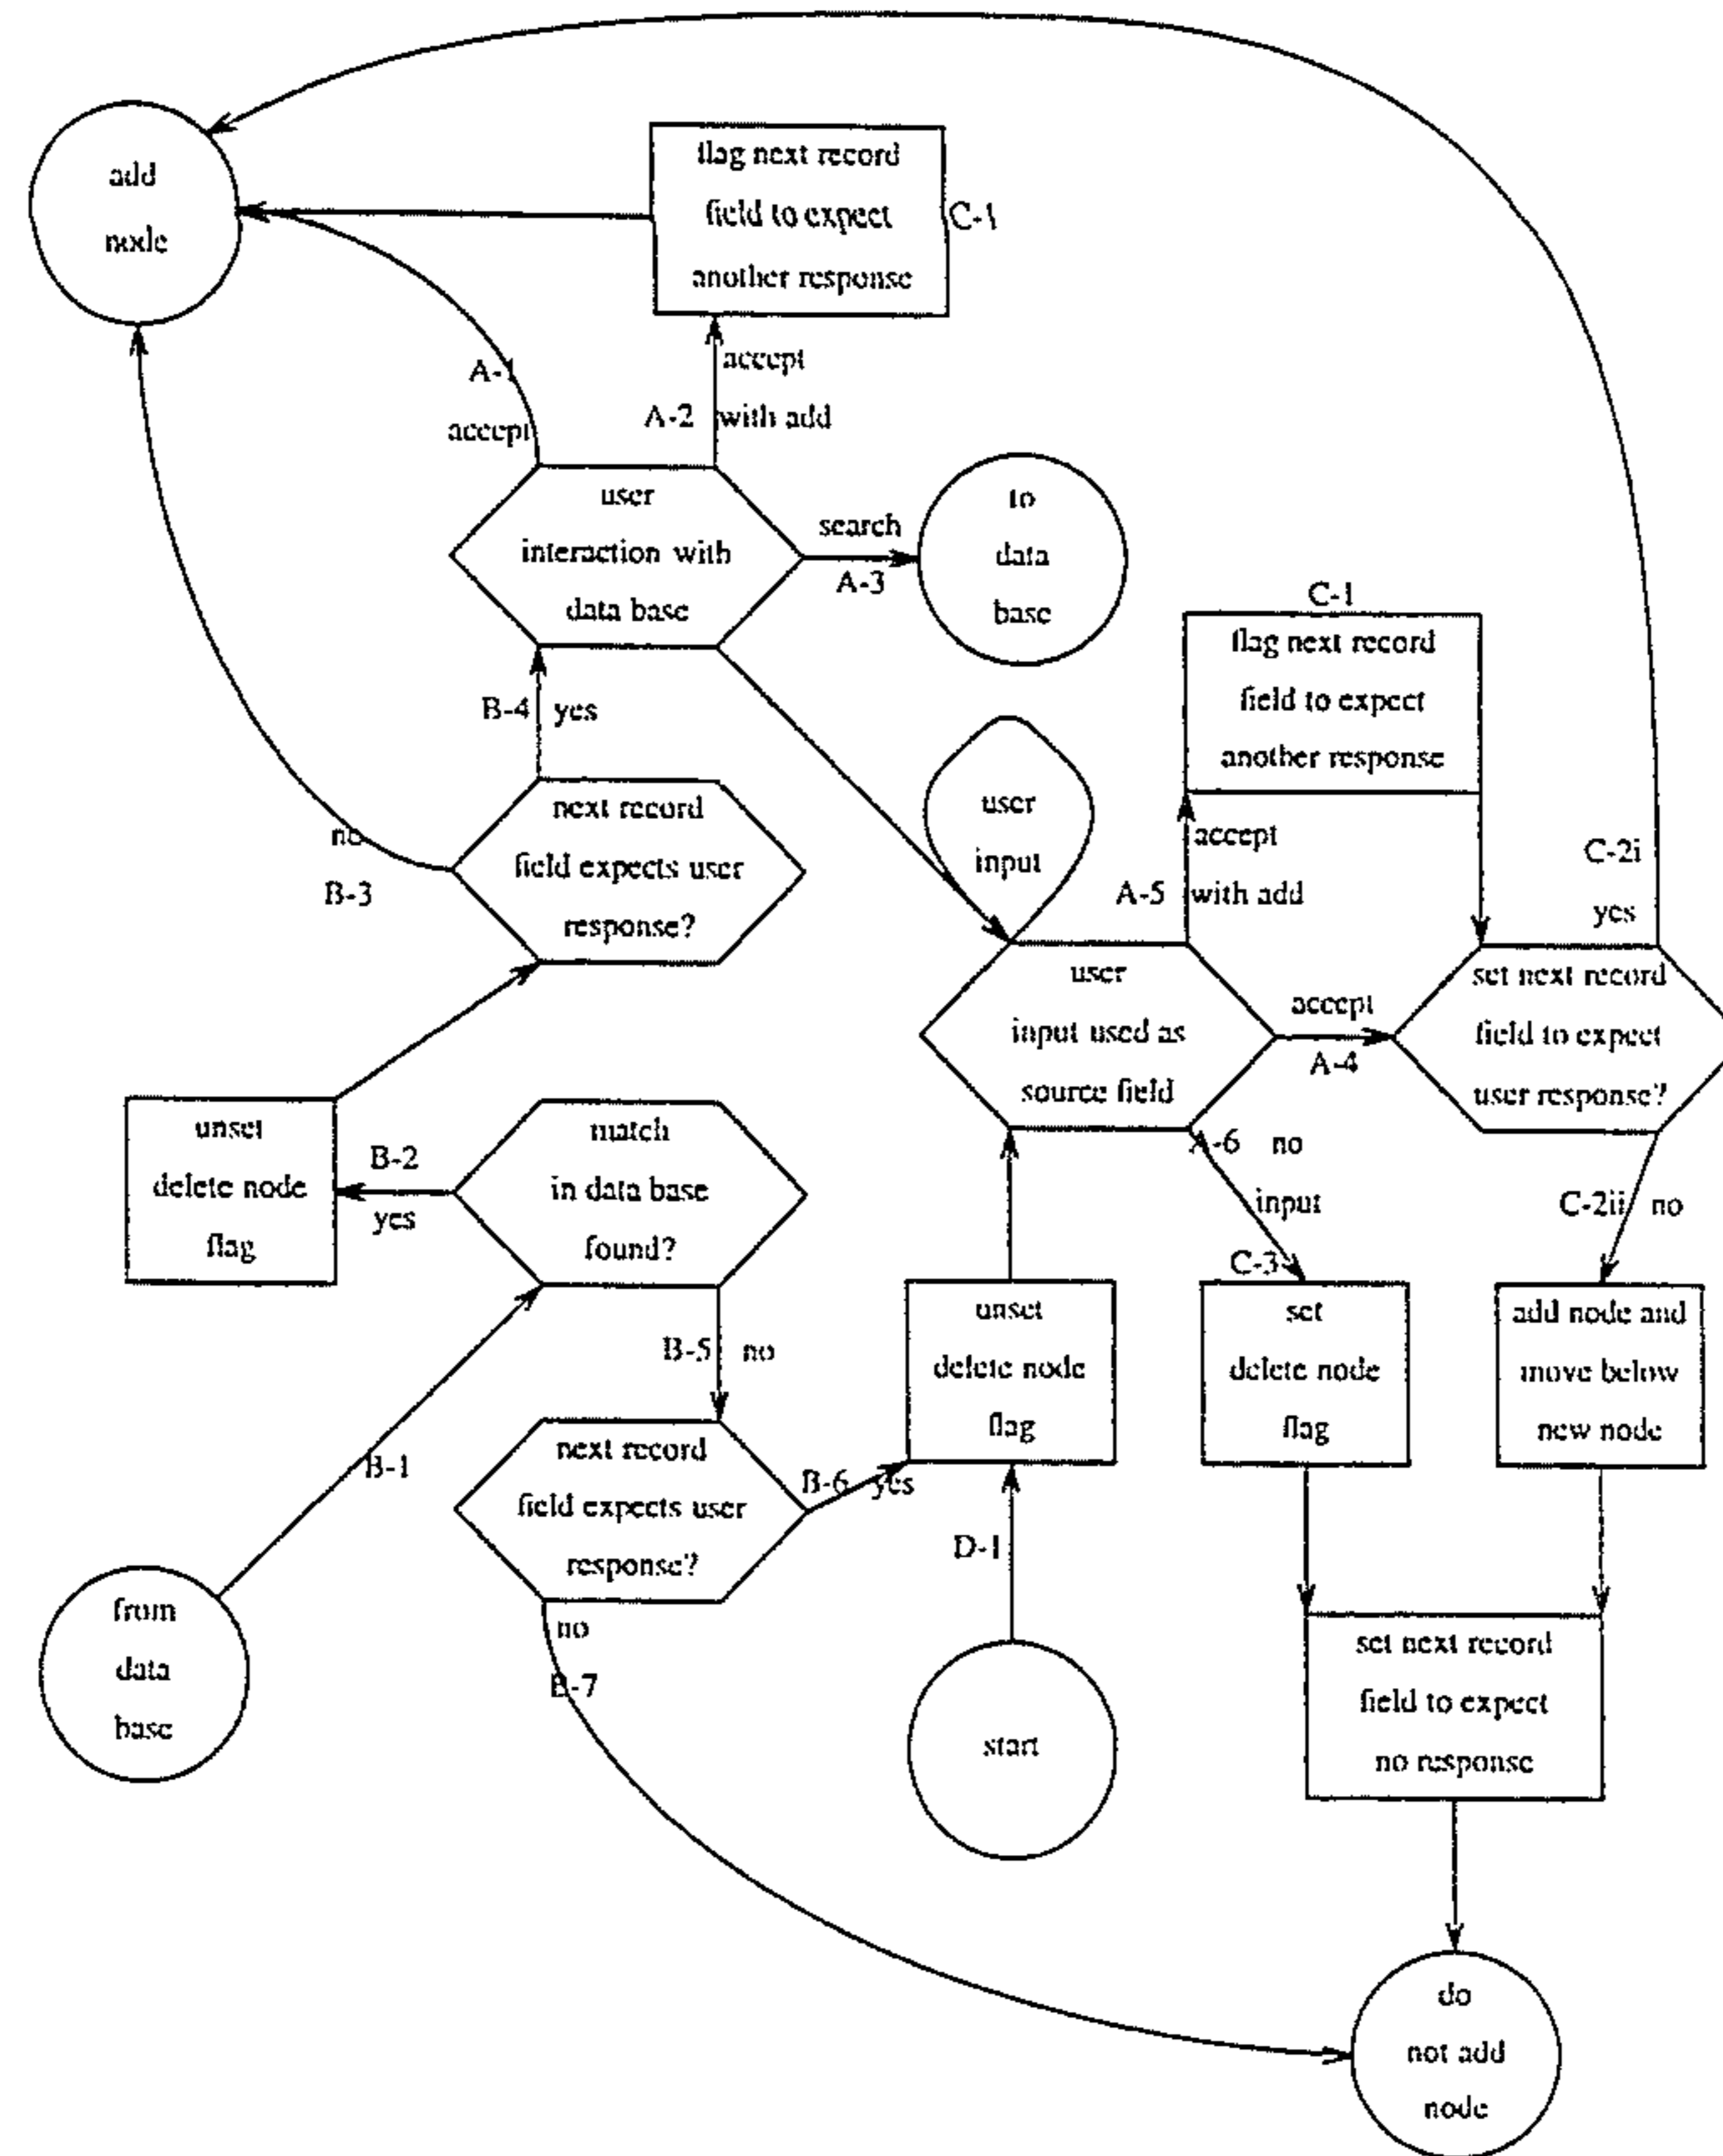 add
node
flag next record
field to expect
another response
C-1
A-1
accept
A-2
accept
with add
user
interaction with
data base
search
A-3
to
data
base
B-4 yes
no
B-3
next record
field expects user
response?
user
input
C-1
flag next record
field to expect
another response
accept
A-5 with add
C-2i
yes
user
input used as
source field
accept
A-4
set next record
field to expect
user response?
unset
delete node
flag
B-2
yes
match
in data base
found?
A-6 no
input
C-3
C-2ii no
B-5 no
B-1
next record
field expects user
response?
B-6 yes
unset
delete node
flag
set
delete node
flag
add node and
move below
new node
D-1
no
B-7
from
data
base
start
set next record
field to expect
no response
do
not add
node